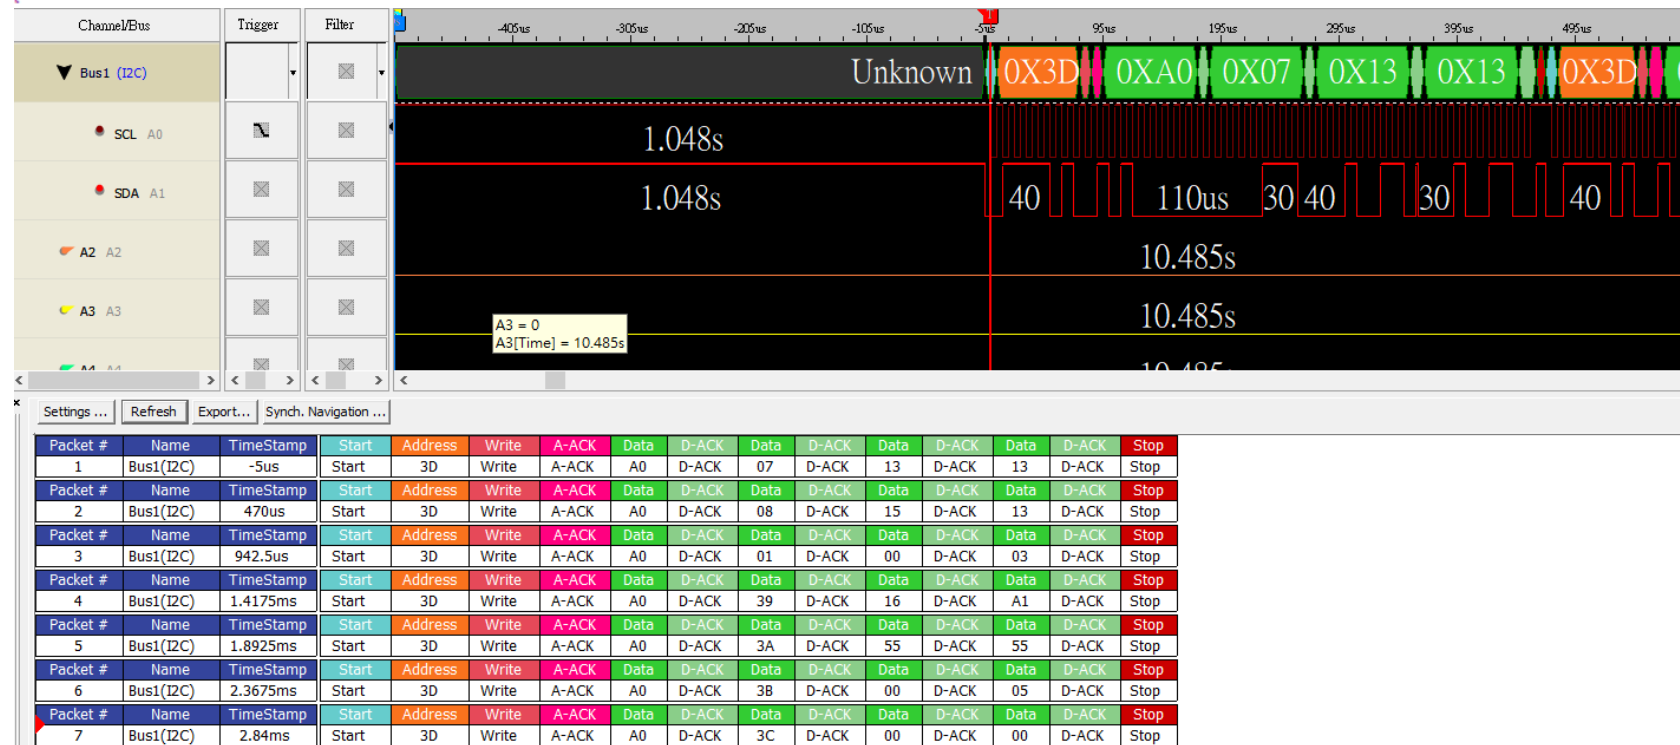 Channel/Bus Trigger Filter
-405us -305us -205us -105us -5us 95us 195us 295us 395us 495us
Bus1 (I2C) Unknown 0X3D 0XA0 0X07 0X13 0X13 0X3D
SCL A0 1.048s
SDA A1 1.048s 40 110us 30 40 30 40
A2 A2 10.485s
A3 A3 10.485s
A3 = 0
A3[Time] = 10.485s
A4 A4 10.485s
Settings ... Refresh Export... Synch. Navigation ...
Packet # Name TimeStamp Start Address Write A-ACK Data D-ACK Data D-ACK Data D-ACK Data D-ACK Stop
1 Bus1(I2C) -5us Start 3D Write A-ACK A0 D-ACK 07 D-ACK 13 D-ACK 13 D-ACK Stop
Packet # Name TimeStamp Start Address Write A-ACK Data D-ACK Data D-ACK Data D-ACK Data D-ACK Stop
2 Bus1(I2C) 470us Start 3D Write A-ACK A0 D-ACK 08 D-ACK 15 D-ACK 13 D-ACK Stop
Packet # Name TimeStamp Start Address Write A-ACK Data D-ACK Data D-ACK Data D-ACK Data D-ACK Stop
3 Bus1(I2C) 942.5us Start 3D Write A-ACK A0 D-ACK 01 D-ACK 00 D-ACK 03 D-ACK Stop
Packet # Name TimeStamp Start Address Write A-ACK Data D-ACK Data D-ACK Data D-ACK Data D-ACK Stop
4 Bus1(I2C) 1.4175ms Start 3D Write A-ACK A0 D-ACK 39 D-ACK 16 D-ACK A1 D-ACK Stop
Packet # Name TimeStamp Start Address Write A-ACK Data D-ACK Data D-ACK Data D-ACK Data D-ACK Stop
5 Bus1(I2C) 1.8925ms Start 3D Write A-ACK A0 D-ACK 3A D-ACK 55 D-ACK 55 D-ACK Stop
Packet # Name TimeStamp Start Address Write A-ACK Data D-ACK Data D-ACK Data D-ACK Data D-ACK Stop
6 Bus1(I2C) 2.3675ms Start 3D Write A-ACK A0 D-ACK 3B D-ACK 00 D-ACK 05 D-ACK Stop
Packet # Name TimeStamp Start Address Write A-ACK Data D-ACK Data D-ACK Data D-ACK Data D-ACK Stop
7 Bus1(I2C) 2.84ms Start 3D Write A-ACK A0 D-ACK 3C D-ACK 00 D-ACK 00 D-ACK Stop